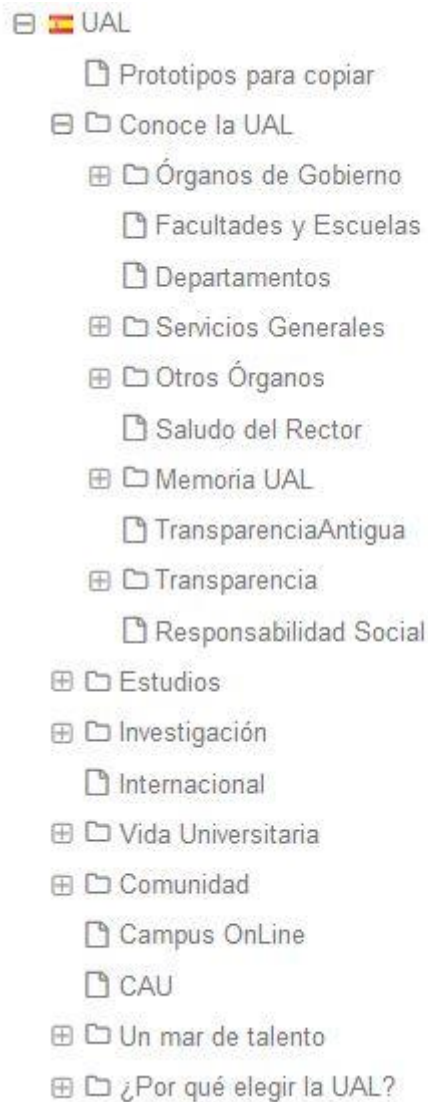 UAL
Prototipos para copiar
Conoce la UAL
Órganos de Gobierno
Facultades y Escuelas
Departamentos
Servicios Generales
Otros Órganos
Saludo del Rector
Memoria UAL
TransparenciaAntigua
Transparencia
Responsabilidad Social
Estudios
Investigación
Internacional
Vida Universitaria
Comunidad
Campus OnLine
CAU
Un mar de talento
¿Por qué elegir la UAL?